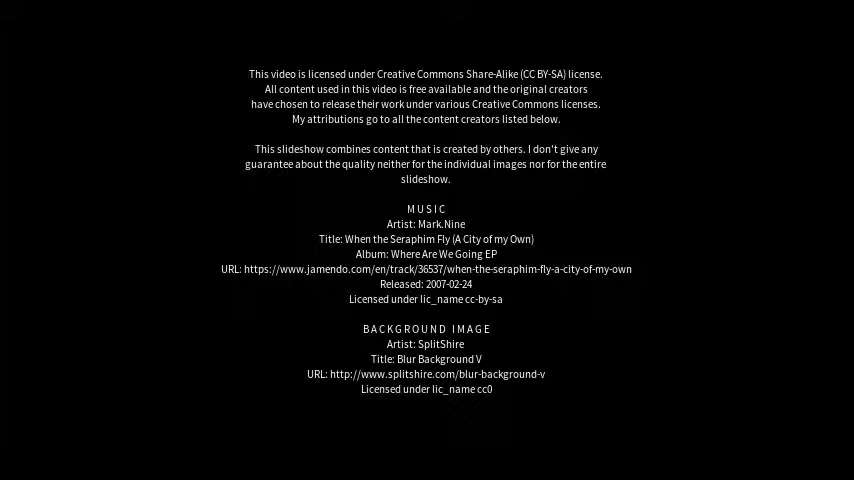 This video is licensed under Creative Commons Share-Alike (CC BY-SA) license.
All content used in this video is free available and the original creators
have chosen to release their work under various Creative Commons licenses.
My attributions go to all the content creators listed below.
This slideshow combines content that is created by others. I don't give any
guarantee about the quality neither for the individual images nor for the entire
slideshow.
MUSIC
Artist: Mark.Nine
Title: When the Seraphim Fly (A City of my Own)
Album: Where Are We Going EP
URL: https://www.jamendo.com/en/track/36537/when-the-seraphim-fly-a-city-of-my-own
Released: 2007-02-24
Licensed under lic_name cc-by-sa
BACKGROUND IMAGE
Artist: SplitShire
Title: Blur Background V
URL: http://www.splitshire.com/blur-background-v
Licensed under lic_name cc0